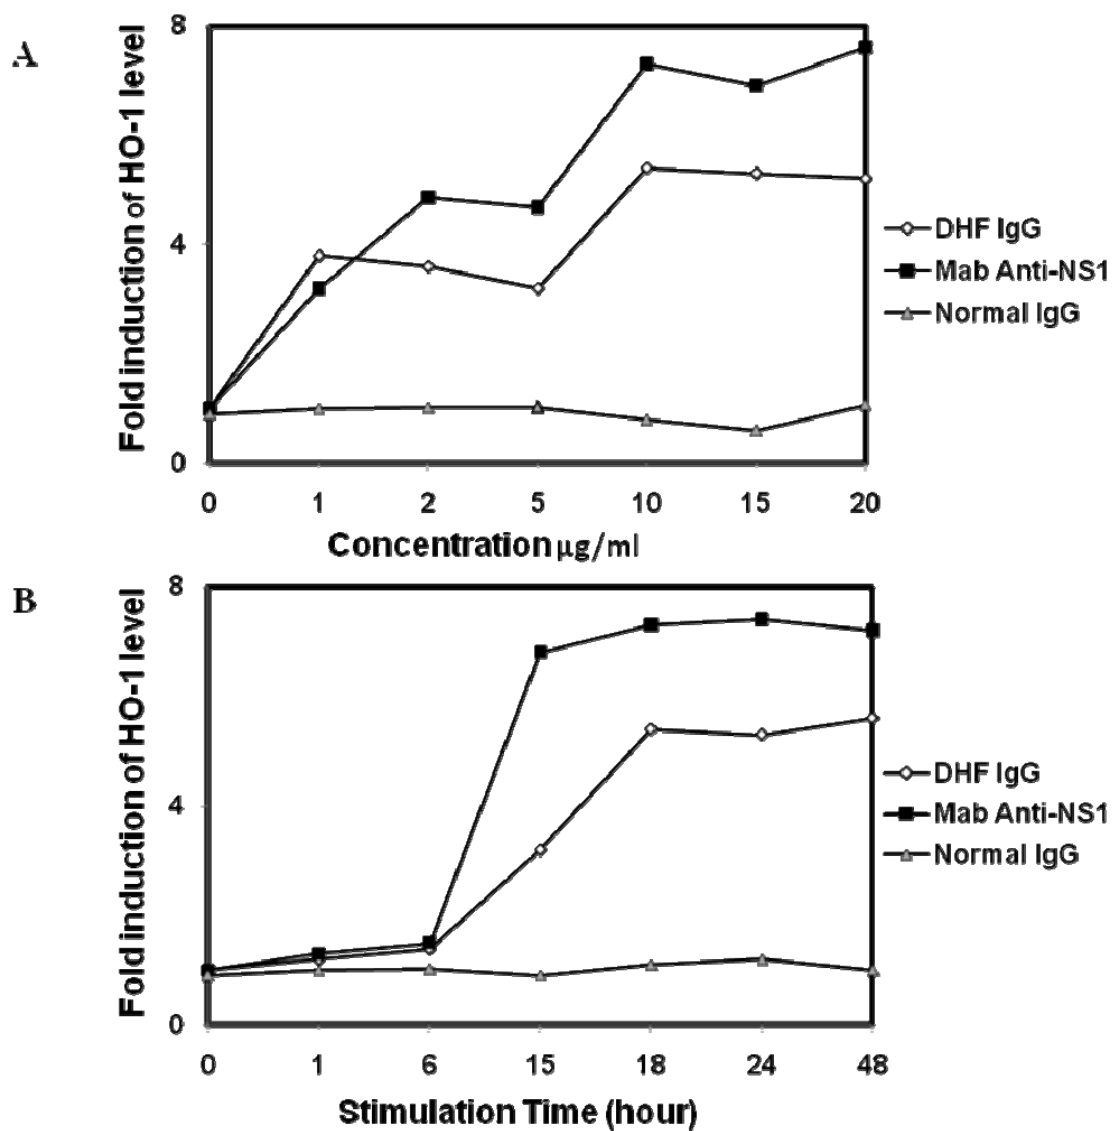 A
Fold induction of HO-1 level
8
4
0
0 1 2 5 10 15 20
Concentration μg/ml
DHF IgG
Mab Anti-NS1
Normal IgG
B
Fold induction of HO-1 level
8
4
0
0 1 6 15 18 24 48
Stimulation Time (hour)
DHF IgG
Mab Anti-NS1
Normal IgG